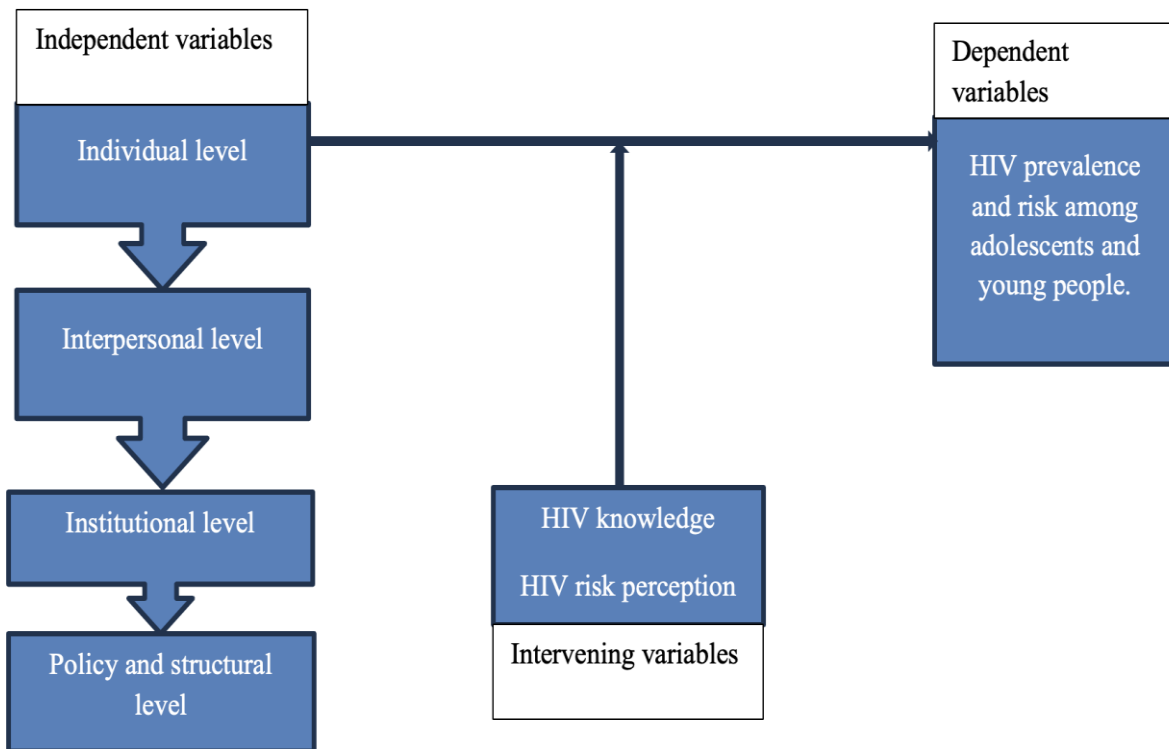 Independent variables
Individual level
Interpersonal level
Institutional level
Policy and structural
level
HIV knowledge
HIV risk perception
Intervening variables
Dependent
variables
HIV prevalence
and risk among
adolescents and
young people.